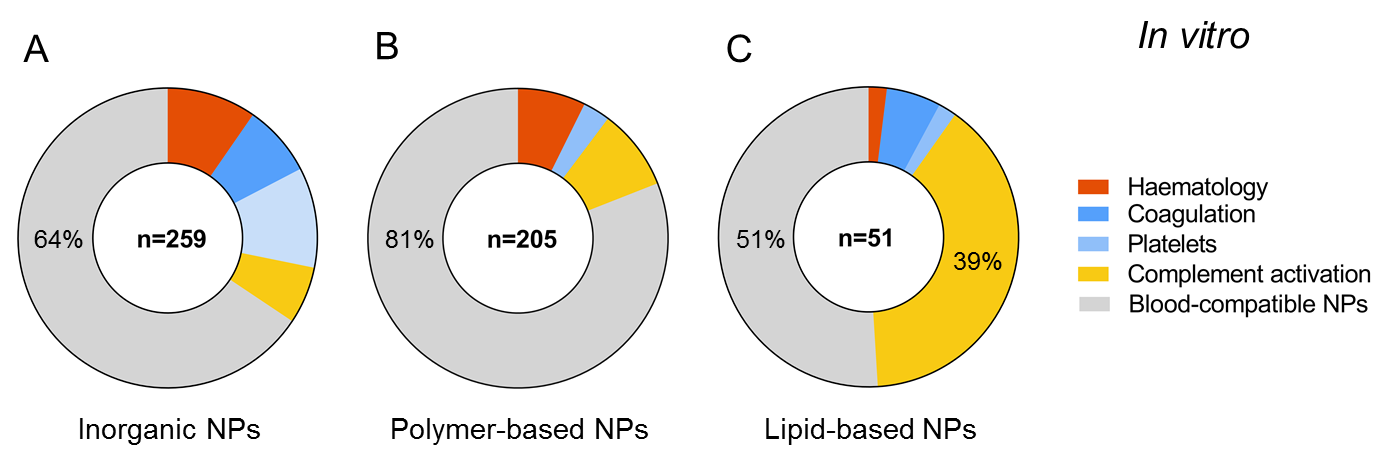 A
B
C
In vitro
64%
n=259
81%
n=205
51%
n=51
39%
Haematology
Coagulation
Platelets
Complement activation
Blood-compatible NPs
Inorganic NPs
Polymer-based NPs
Lipid-based NPs